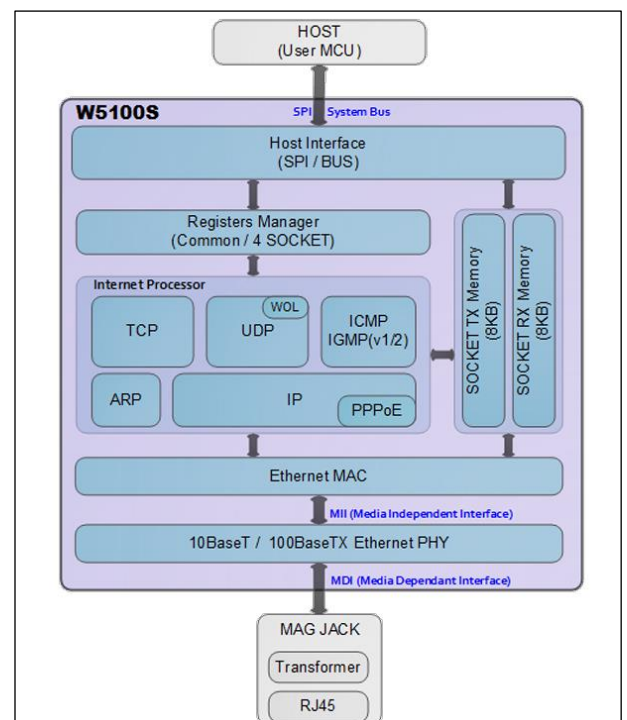 HOST
(User MCU)
W5100S
SPI
System Bus
Host Interface
(SPI / BUS)
Registers Manager
(Common / 4 SOCKET)
Internet Processor
TCP
WOL
UDP
ICMP
IGMP(v1/2)
ARP
IP
PPPoE
SOCKET TX Memory
(8KB)
SOCKET RX Memory
(8KB)
Ethernet MAC
MII (Media Independent Interface)
10BaseT / 100BaseTX Ethernet PHY
MDI (Media Dependant Interface)
MAG JACK
Transformer
RJ45